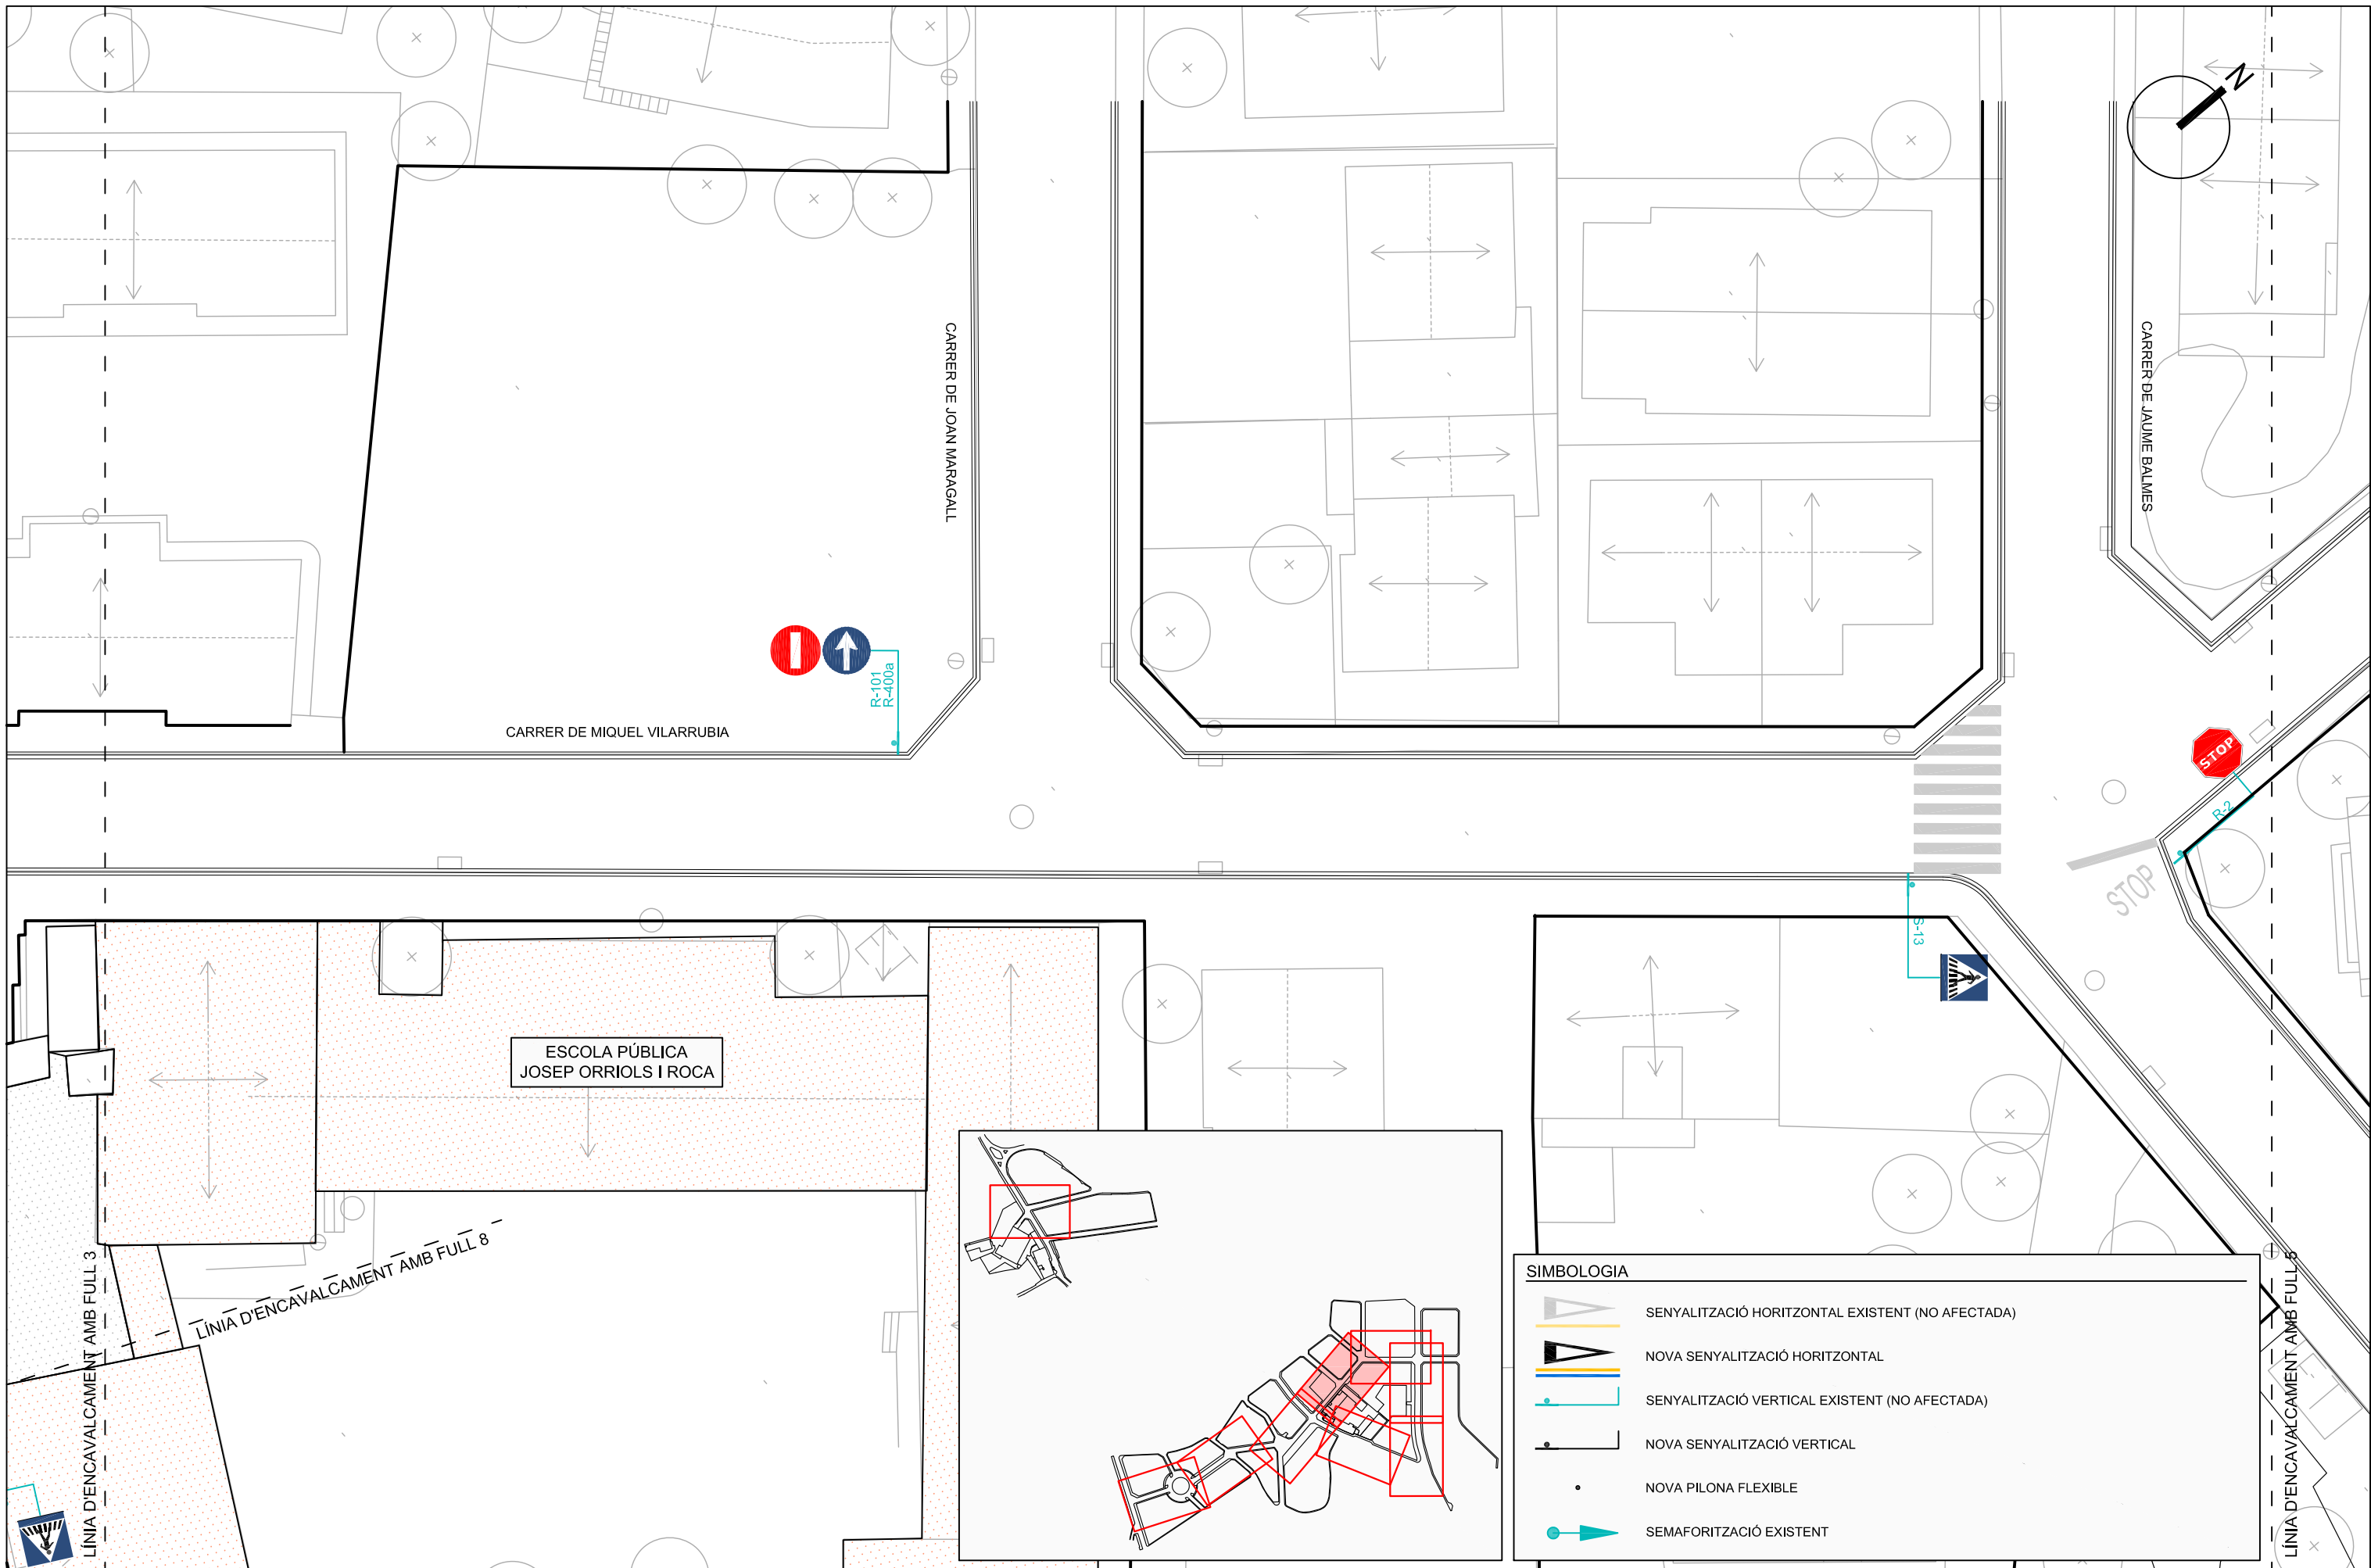 N
CARRER DE JOAN MARAGALL
CARRER DE JAUME BALMES
R-101
R-400a
CARRER DE MIQUEL VILARRUBIA
STOP
R-2
STOP
S-13
ESCOLA PÚBLICA
JOSEP ORRIOLS I ROCA
LÍNIA D'ENCAVALCAMENT AMB FULL 3
LÍNIA D'ENCAVALCAMENT AMB FULL 8
LÍNIA D'ENCAVALCAMENT AMB FULL 5
SIMBOLOGIA
SENYALITZACIÓ HORITZONTAL EXISTENT (NO AFECTADA)
NOVA SENYALITZACIÓ HORITZONTAL
SENYALITZACIÓ VERTICAL EXISTENT (NO AFECTADA)
NOVA SENYALITZACIÓ VERTICAL
NOVA PILONA FLEXIBLE
SEMAFORITZACIÓ EXISTENT